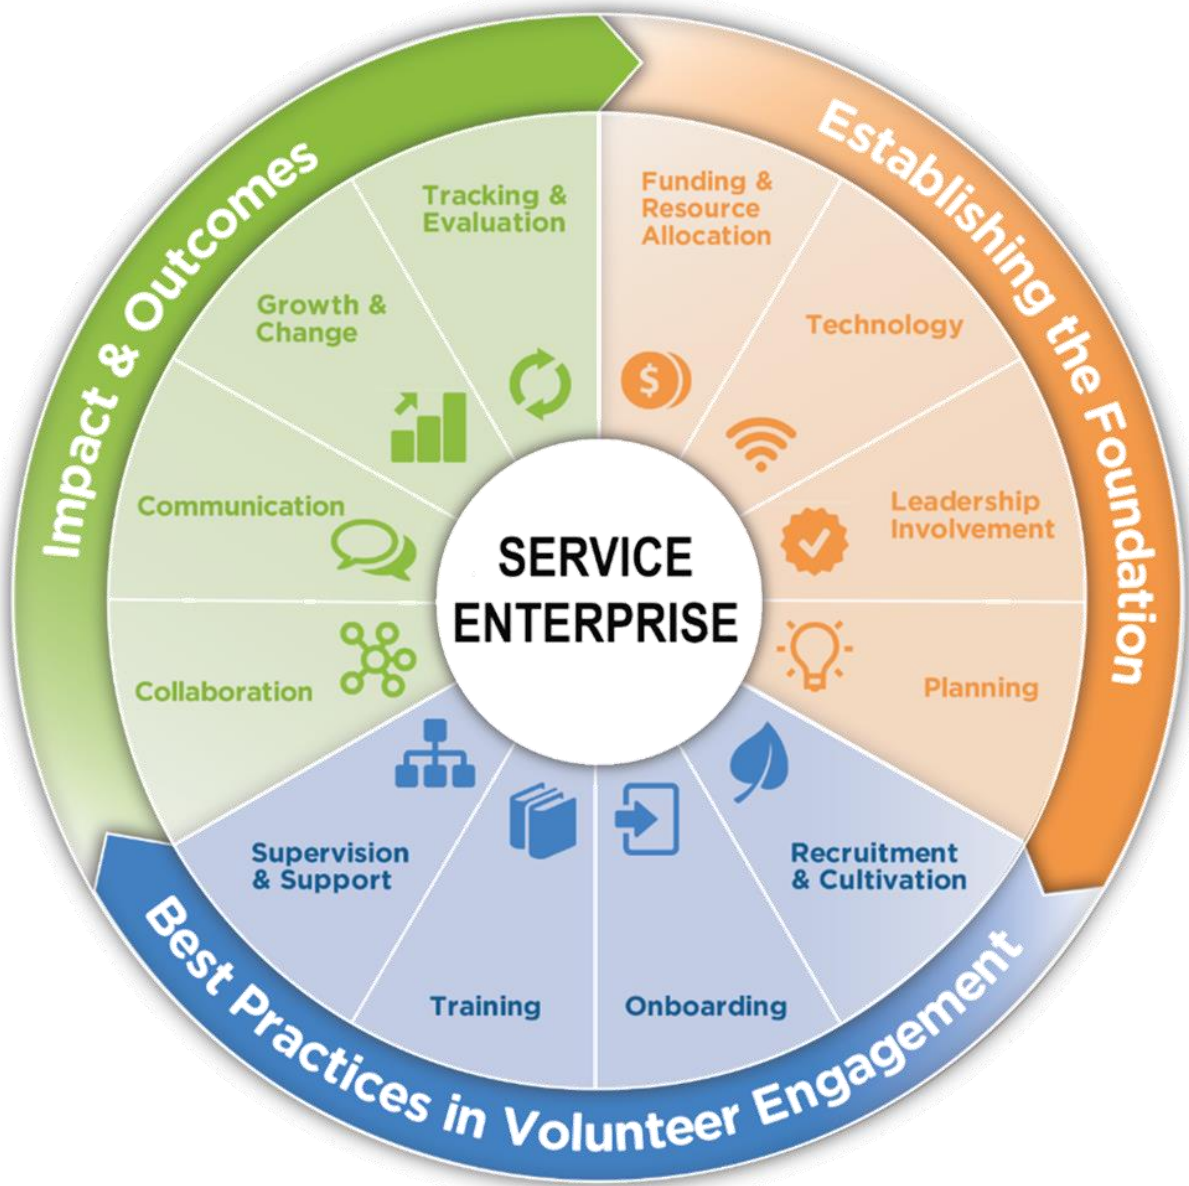 SERVICE
ENTERPRISE
Establishing the Foundation
Funding &
Resource
Allocation
Technology
Leadership
Involvement
Planning
Best Practices in Volunteer Engagement
Recruitment
& Cultivation
Onboarding
Training
Supervision
& Support
Impact & Outcomes
Collaboration
Communication
Growth &
Change
Tracking &
Evaluation
$